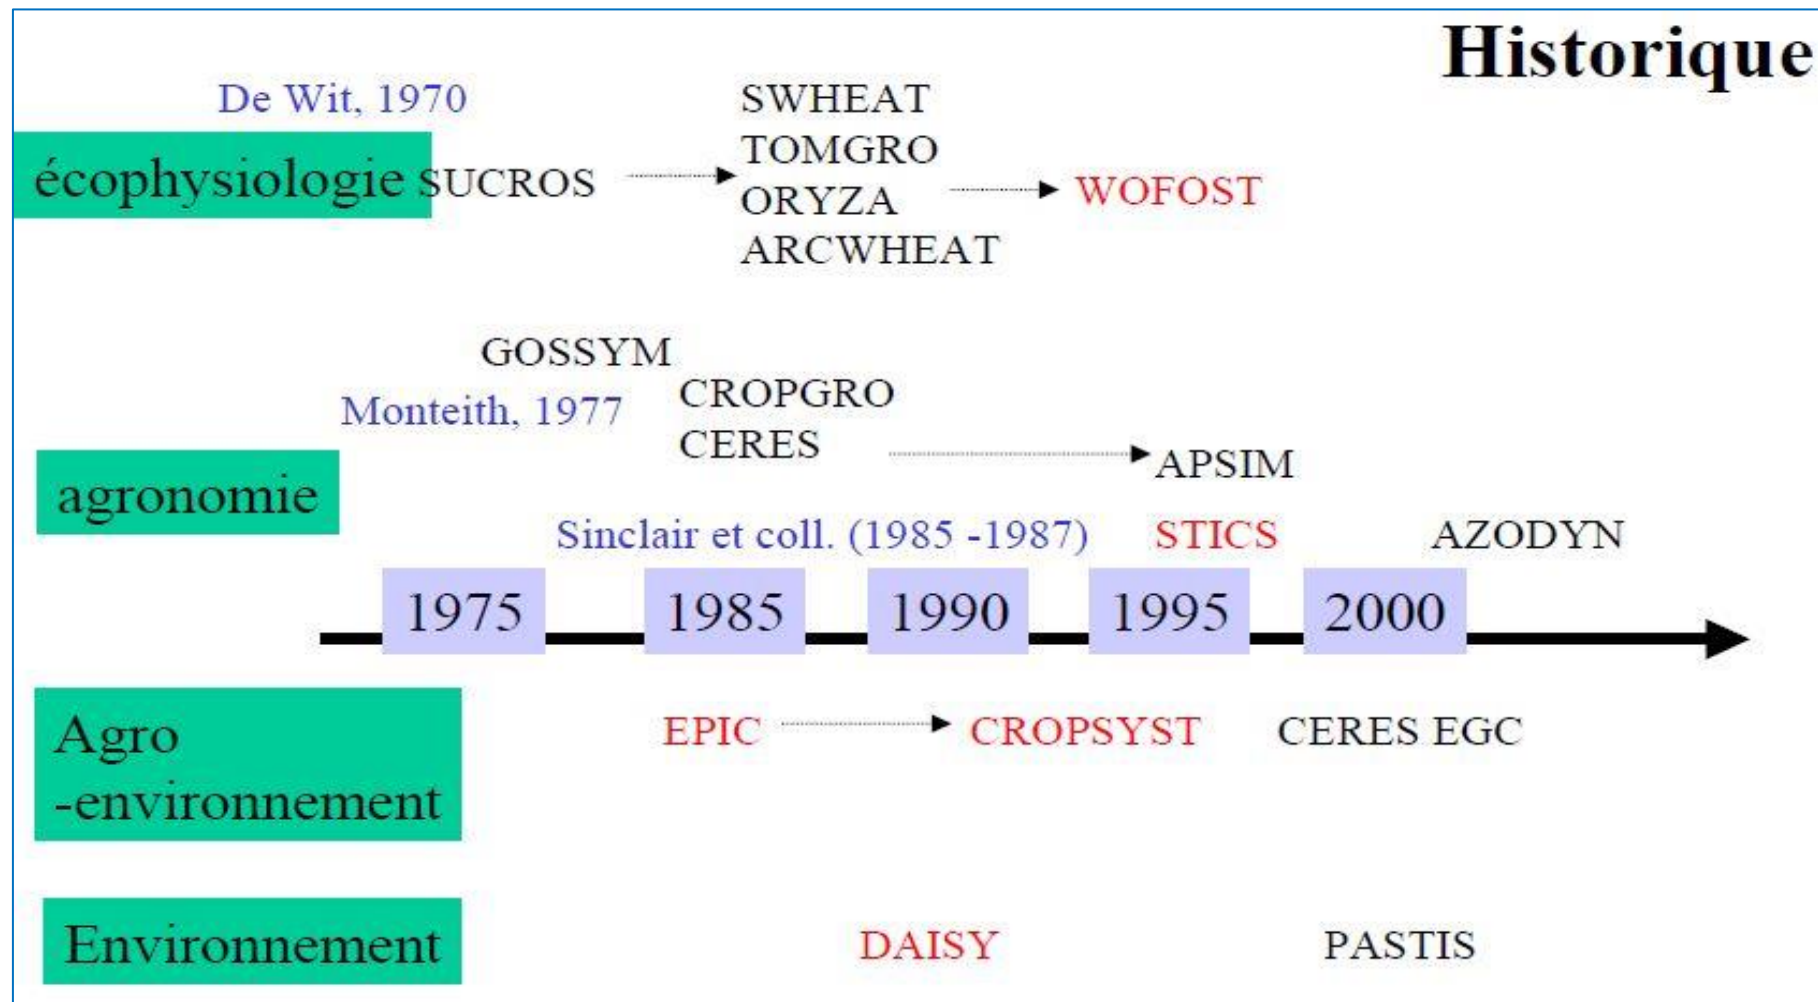 Historique
De Wit, 1970
écophysiologie
SUCROS
SWHEAT
TOMGRO
ORYZA
ARCWHEAT
WOFOST
GOSSYM
Monteith, 1977
CROPGRO
CERES
APSIM
agronomie
Sinclair et coll. (1985 -1987)
STICS
AZODYN
1975
1985
1990
1995
2000
Agro
-environnement
EPIC
CROPSYST
CERES EGC
Environnement
DAISY
PASTIS